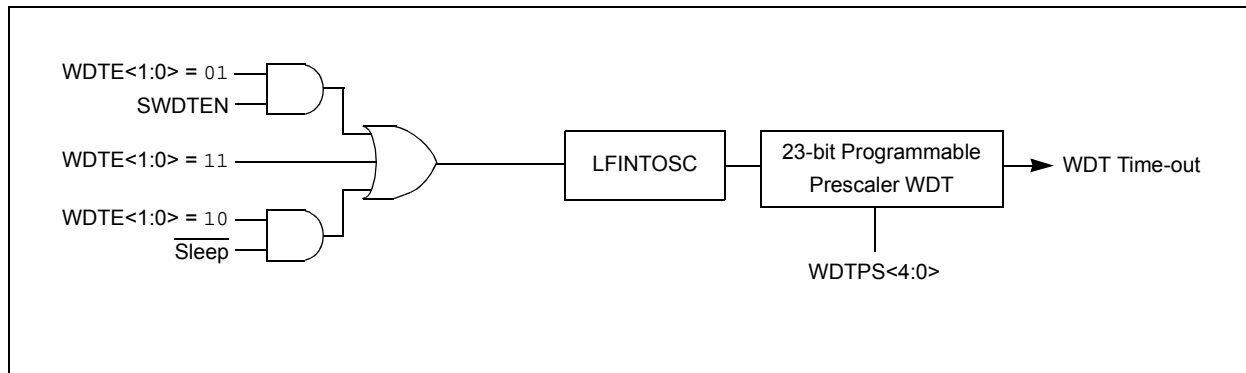 WDTE<1:0> = 01
SWDTEN
WDTE<1:0> = 11
WDTE<1:0> = 10
Sleep
LFINTOSC
23-bit Programmable
Prescaler WDT
WDT Time-out
WDTPS<4:0>